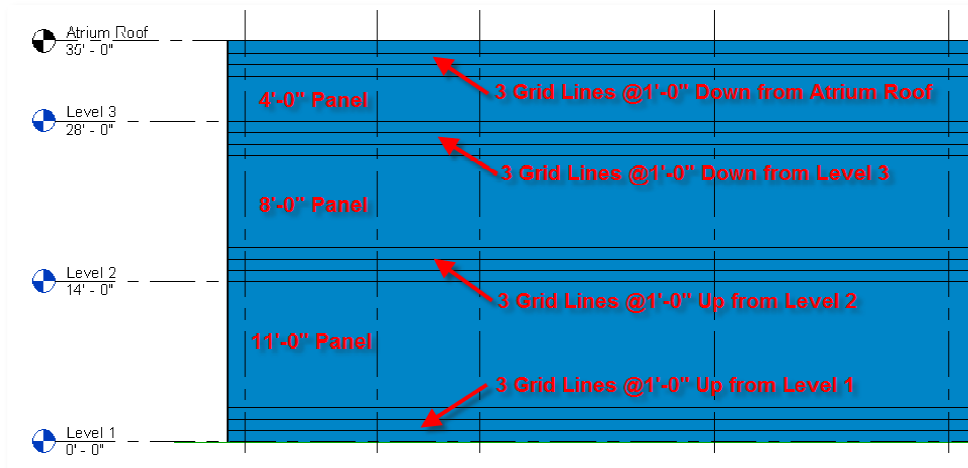 Atrium Roof
35' - 0"
3 Grid Lines @1'-0" Down from Atrium Roof
4'-0" Panel
Level 3
28' - 0"
3 Grid Lines @1'-0" Down from Level 3
8'-0" Panel
Level 2
14' - 0"
3 Grid Lines @1'-0" Up from Level 2
11'-0" Panel
3 Grid Lines @1'-0" Up from Level 1
Level 1
0' - 0"